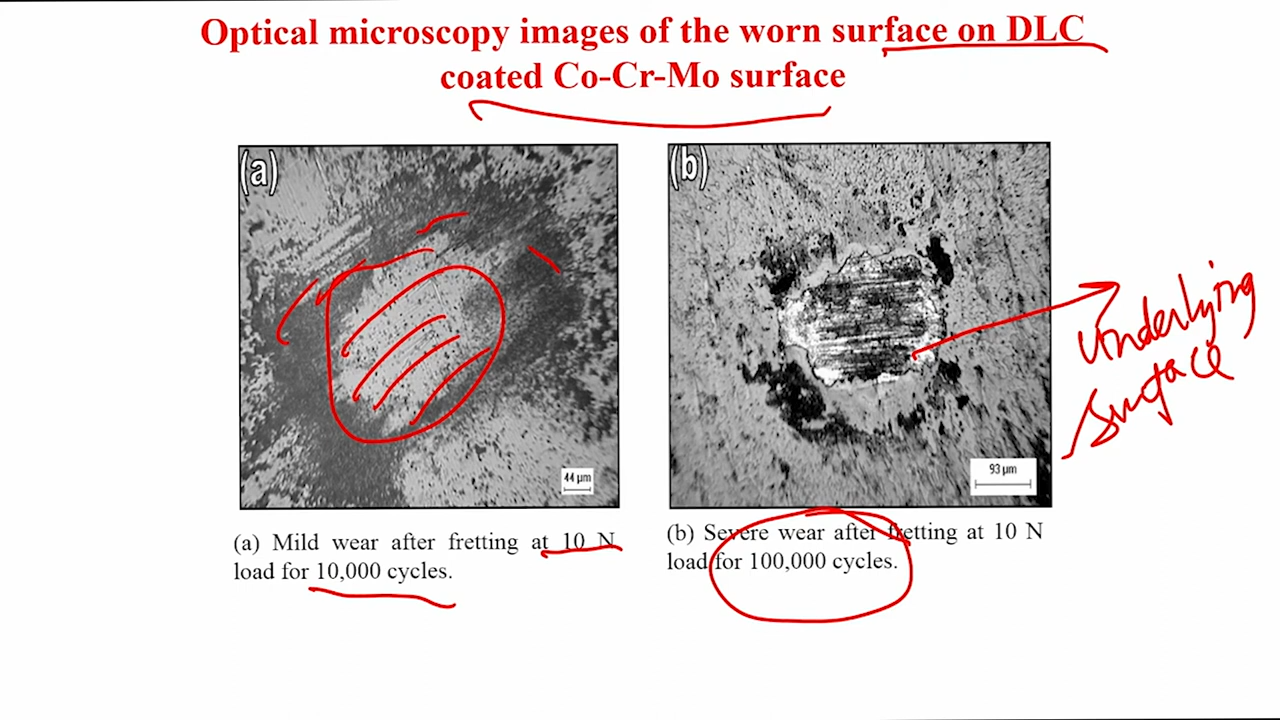 Optical microscopy images of the worn surface on DLC
coated Co-Cr-Mo surface
(a)
44 µm
(b)
93 µm
Underlying
Surface
(a) Mild wear after fretting at 10 N
load for 10,000 cycles.
(b) Severe wear after fretting at 10 N
load for 100,000 cycles.